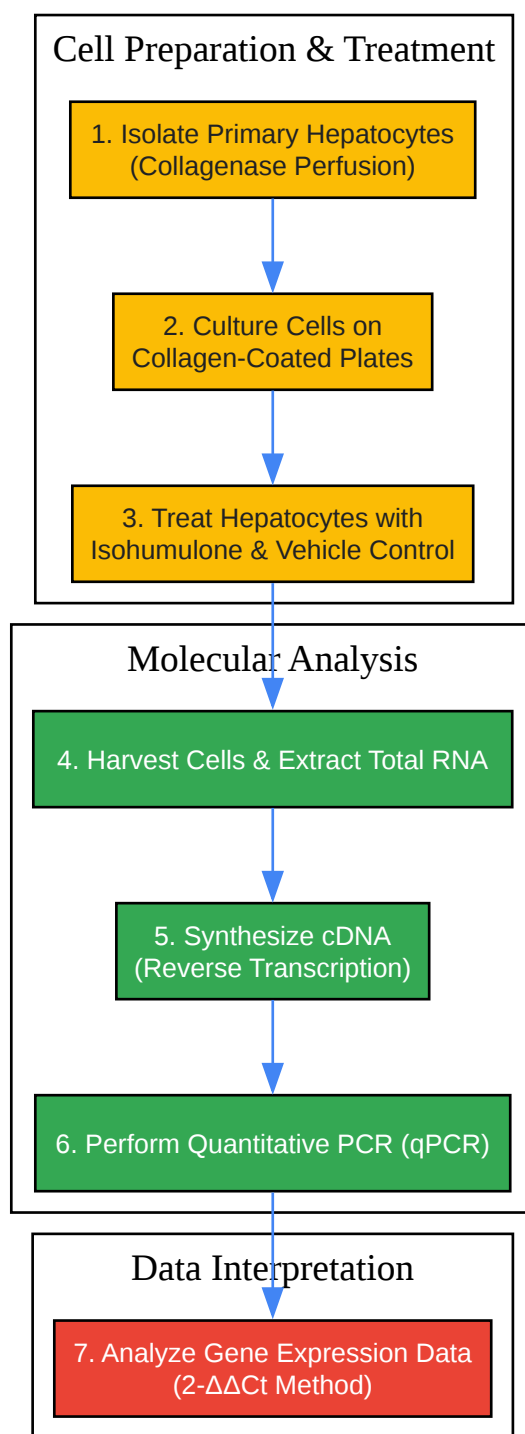 Cell Preparation & Treatment
1. Isolate Primary Hepatocytes
(Collagenase Perfusion)
2. Culture Cells on
Collagen-Coated Plates
3. Treat Hepatocytes with
Isohumulone & Vehicle Control
Molecular Analysis
4. Harvest Cells & Extract Total RNA
5. Synthesize cDNA
(Reverse Transcription)
6. Perform Quantitative PCR (qPCR)
Data Interpretation
7. Analyze Gene Expression Data
(2-ΔΔCt Method)